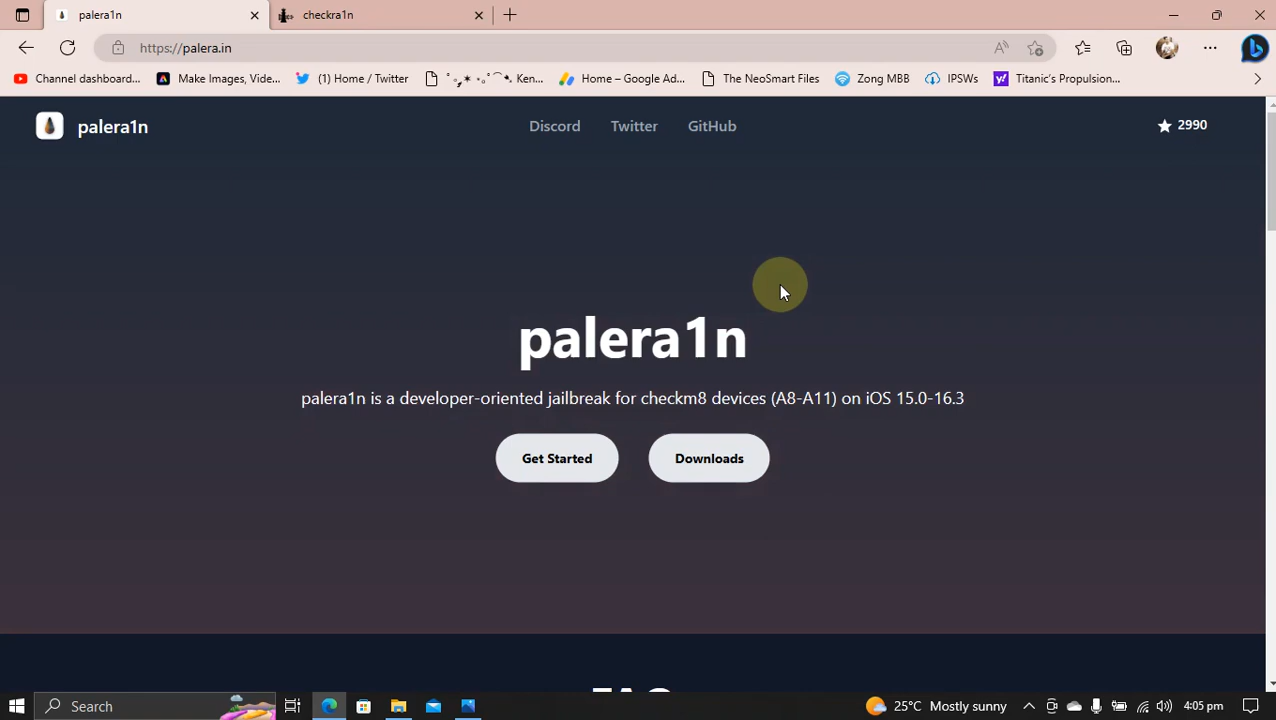 palera1n
checkra1n
https://palera.in
Channel dashboard...
Make Images, Vide...
(1) Home / Twitter
Home – Google Ad...
The NeoSmart Files
Zong MBB
IPSWs
Titanic's Propulsion...
palera1n
Discord
Twitter
GitHub
2990
palera1n
palera1n is a developer-oriented jailbreak for checkm8 devices (A8-A11) on iOS 15.0-16.3
Get Started
Downloads
FAQ
Search
25°C Mostly sunny
4:05 pm